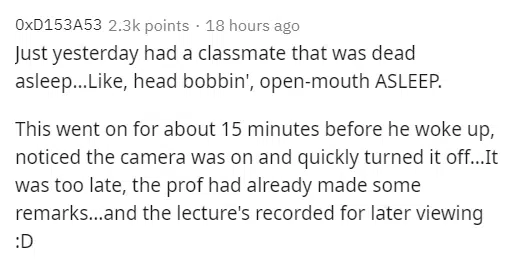 0xD153A53 2.3k points · 18 hours ago
Just yesterday had a classmate that was dead
asleep...Like, head bobbin', open-mouth ASLEEP.
This went on for about 15 minutes before he woke up,
noticed the camera was on and quickly turned it off...It
was too late, the prof had already made some
remarks...and the lecture's recorded for later viewing
:D